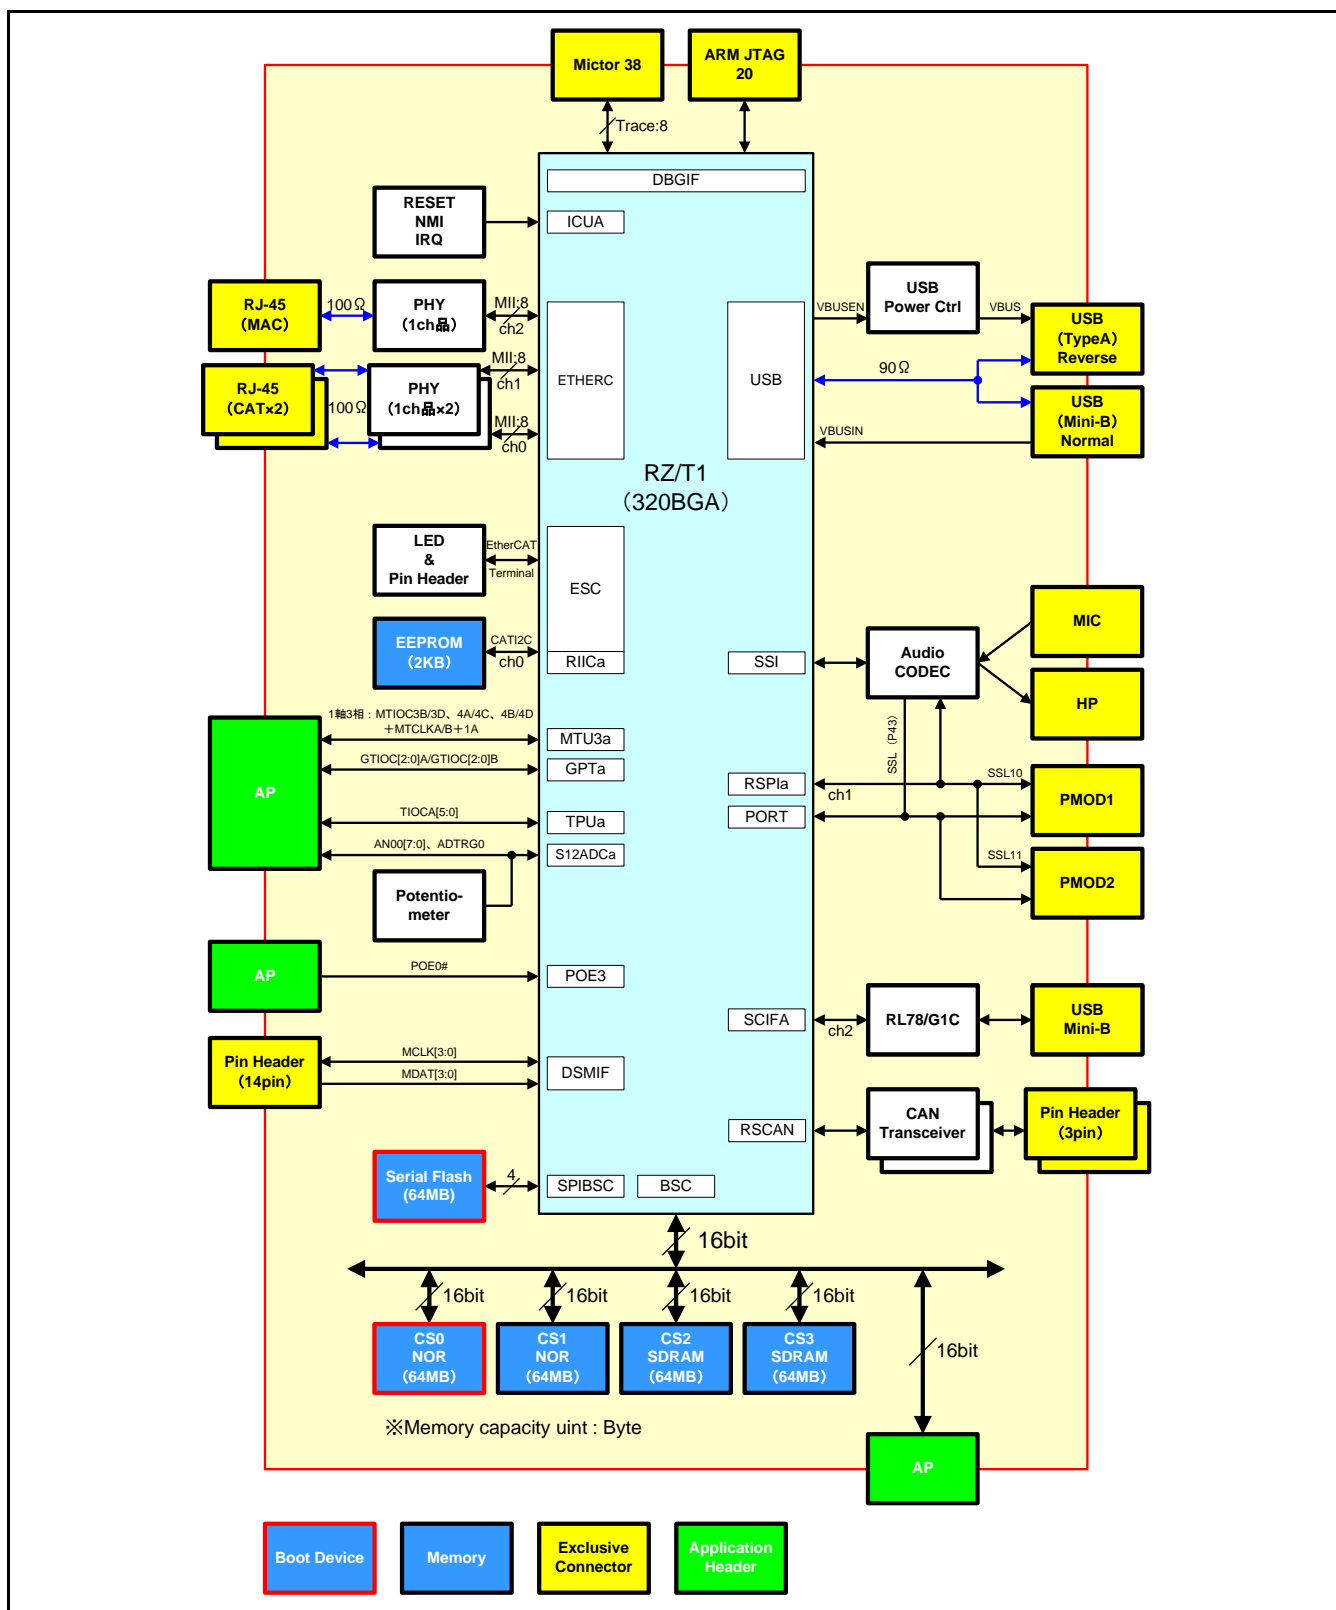 Mictor 38
ARM JTAG
20
Trace:8
DBGIF
RESET
NMI
IRQ
ICUA
RJ-45
（MAC）
100Ω
PHY
（1ch品）
MII:8
ch2
ETHERC
RJ-45
（CAT×2）
100Ω
PHY
（1ch品×2）
MII:8
ch1
MII:8
ch0
USB
VBUSEN
USB
Power Ctrl
VBUS
USB
（TypeA）
Reverse
90Ω
USB
（Mini-B）
Normal
VBUSIN
RZ/T1
（320BGA）
LED
&
Pin Header
EtherCAT
Terminal
ESC
EEPROM
（2KB）
CATI2C
ch0
RIICa
SSI
Audio
CODEC
MIC
HP
AP
1軸3相：MTIOC3B/3D、4A/4C、4B/4D
＋MTCLKA/B＋1A
MTU3a
GTIOC[2:0]A/GTIOC[2:0]B
GPTa
TIOCA[5:0]
TPUa
AN00[7:0]、ADTRG0
S12ADCa
Potentio-
meter
SSL（P43）
RSPIa
ch1
SSL10
PMOD1
PORT
SSL11
PMOD2
AP
POE0#
POE3
SCIFA
ch2
RL78/G1C
USB
Mini-B
Pin Header
（14pin）
MCLK[3:0]
MDAT[3:0]
DSMIF
RSCAN
CAN
Transceiver
Pin Header
（3pin）
Serial Flash
(64MB)
4
SPIBSC
BSC
16bit
16bit
16bit
16bit
16bit
16bit
CS0
NOR
（64MB）
CS1
NOR
（64MB）
CS2
SDRAM
（64MB）
CS3
SDRAM
（64MB）
※Memory capacity uint : Byte
AP
Boot Device
Memory
Exclusive
Connector
Application
Header